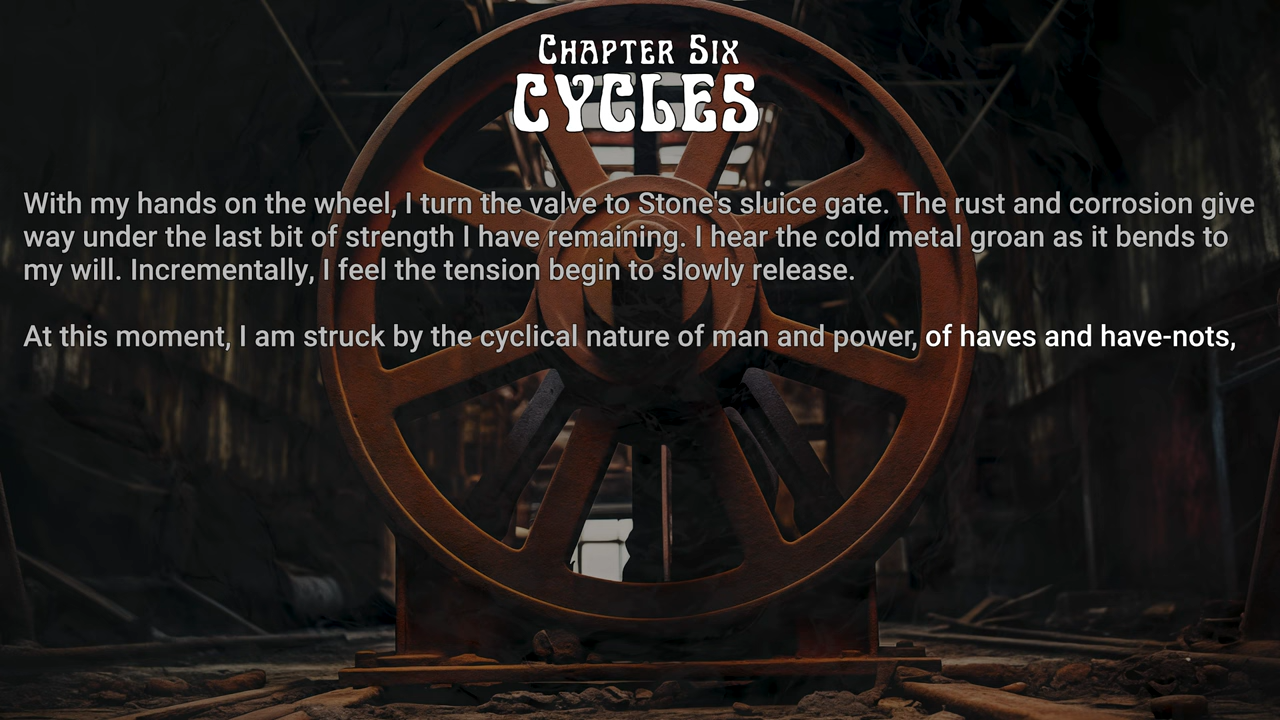 Chapter Six
CYCLES
With my hands on the wheel, I turn the valve to Stone's sluice gate. The rust and corrosion give
way under the last bit of strength I have remaining. I hear the cold metal groan as it bends to
my will. Incrementally, I feel the tension begin to slowly release.
At this moment, I am struck by the cyclical nature of man and power, of haves and have-nots,